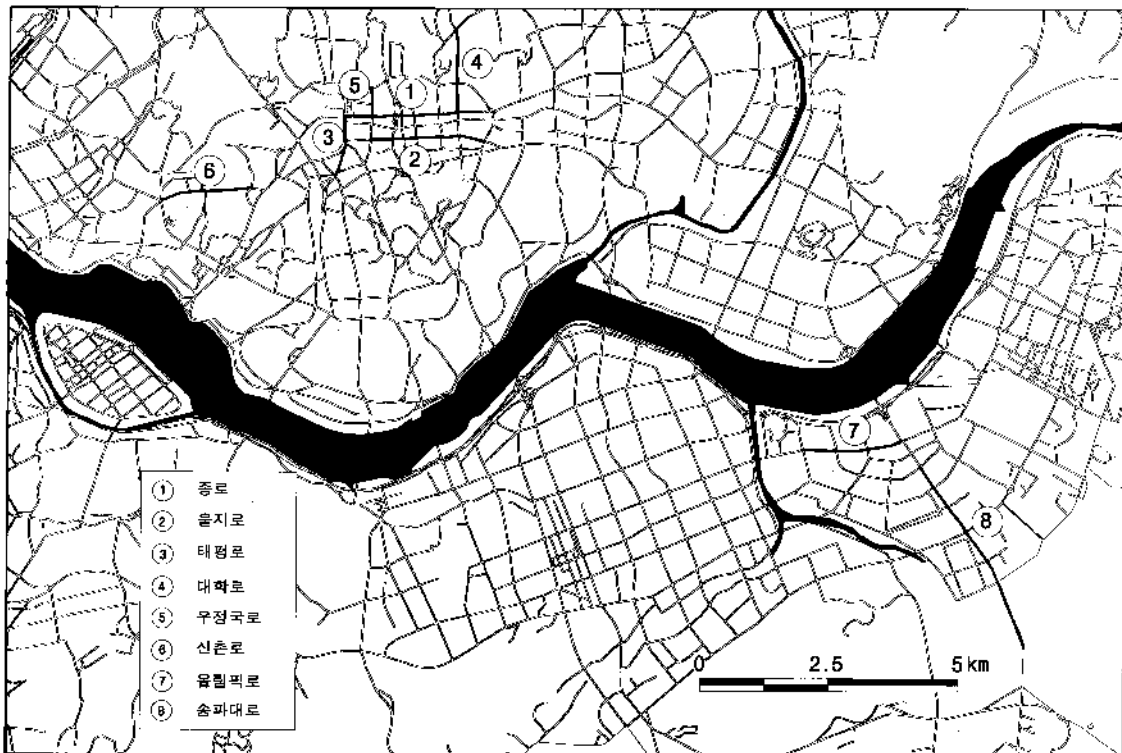 ⑤
④
①
③
②
⑥
⑦
⑧
① 종로
② 을지로
③ 태평로
④ 대학로
⑤ 우정국로
⑥ 신촌로
⑦ 올림픽로
⑧ 송파대로
0 2.5 5km